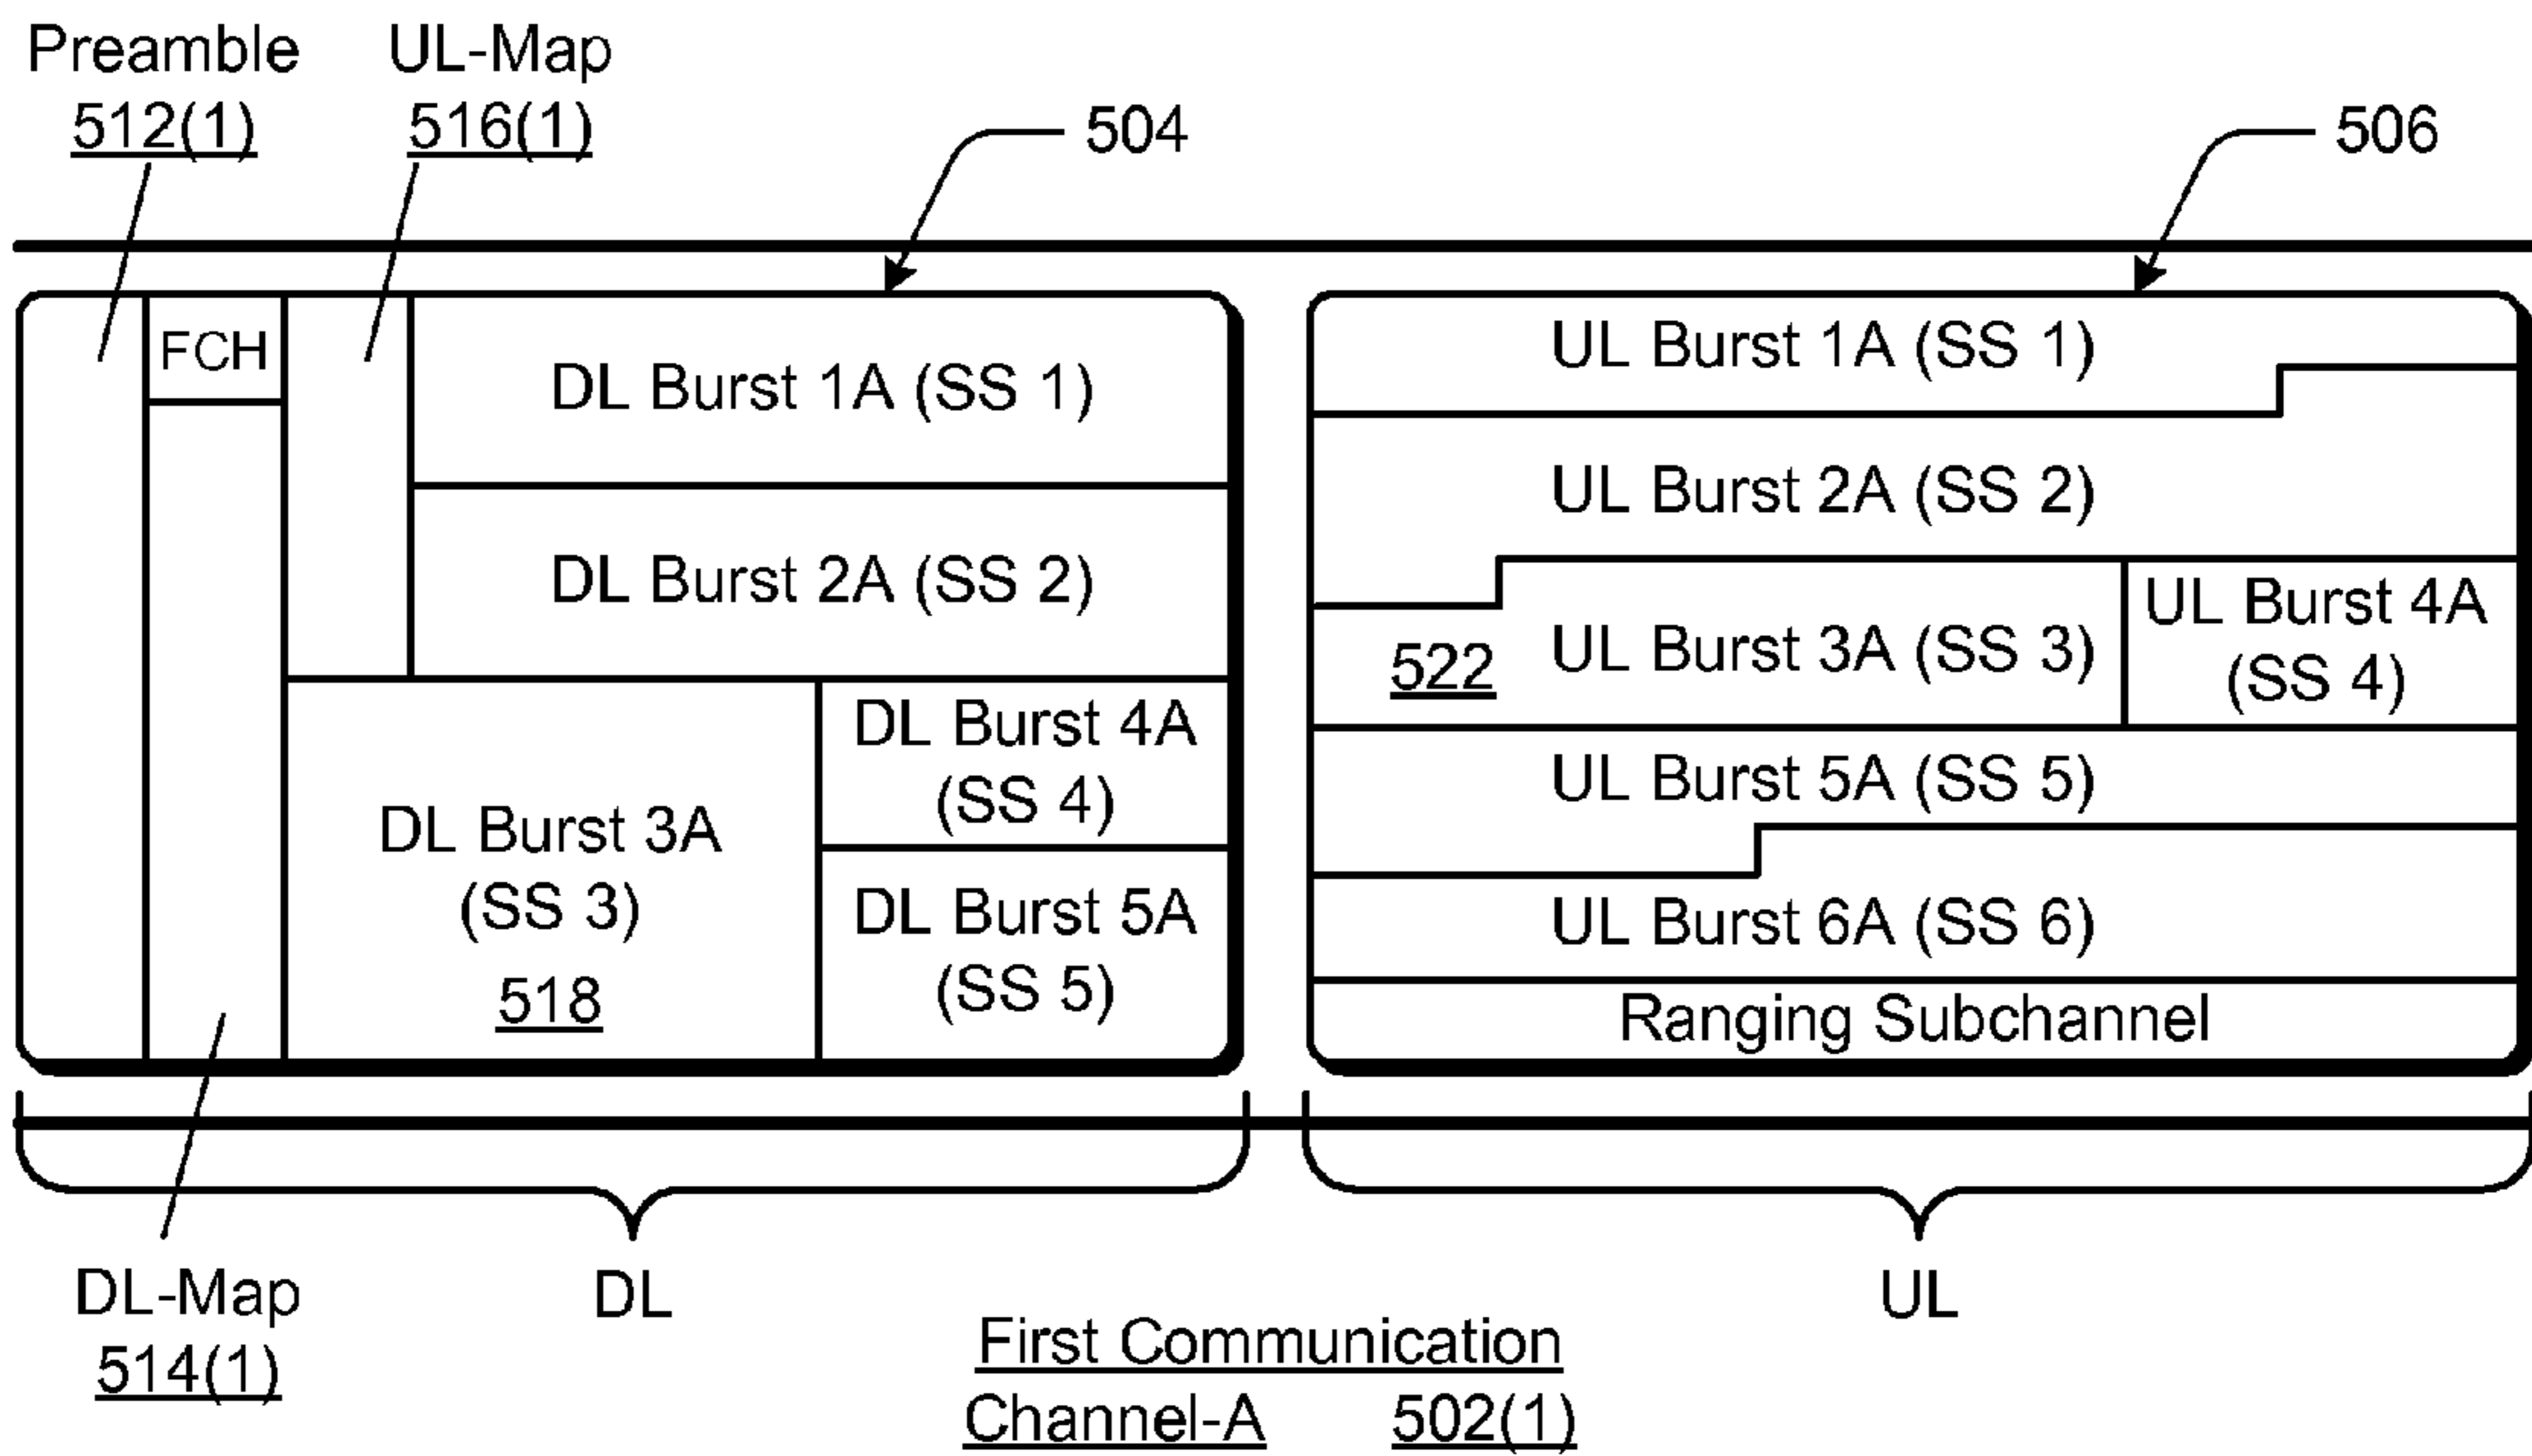 Preamble
512(1)
UL-Map
516(1)
504
506
FCH
DL Burst 1A (SS 1)
DL Burst 2A (SS 2)
DL Burst 3A
(SS 3)
518
DL Burst 4A
(SS 4)
DL Burst 5A
(SS 5)
UL Burst 1A (SS 1)
UL Burst 2A (SS 2)
522
UL Burst 3A (SS 3)
UL Burst 4A
(SS 4)
UL Burst 5A (SS 5)
UL Burst 6A (SS 6)
Ranging Subchannel
DL-Map
514(1)
DL
UL
First Communication
Channel-A 502(1)